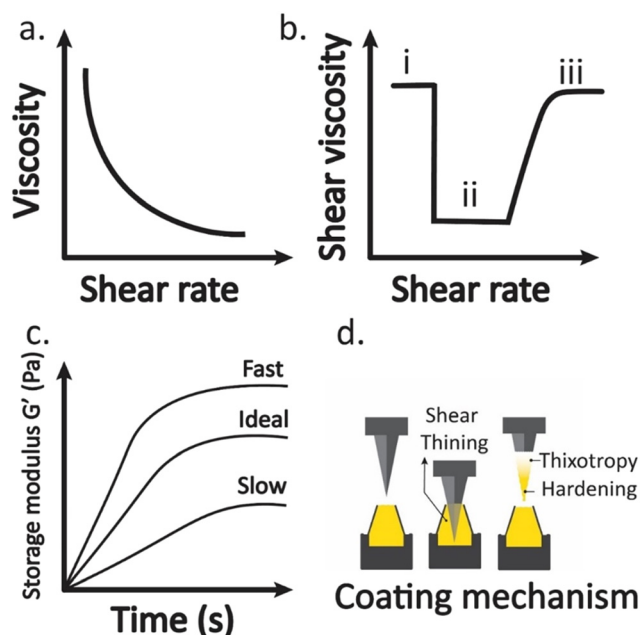 a.
Viscosity
Shear rate
b.
Shear viscosity
i
ii
iii
Shear rate
c.
Storage modulus G' (Pa)
Fast
Ideal
Slow
Time (s)
d.
Shear
Thining
Thixotropy
Hardening
Coating mechanism